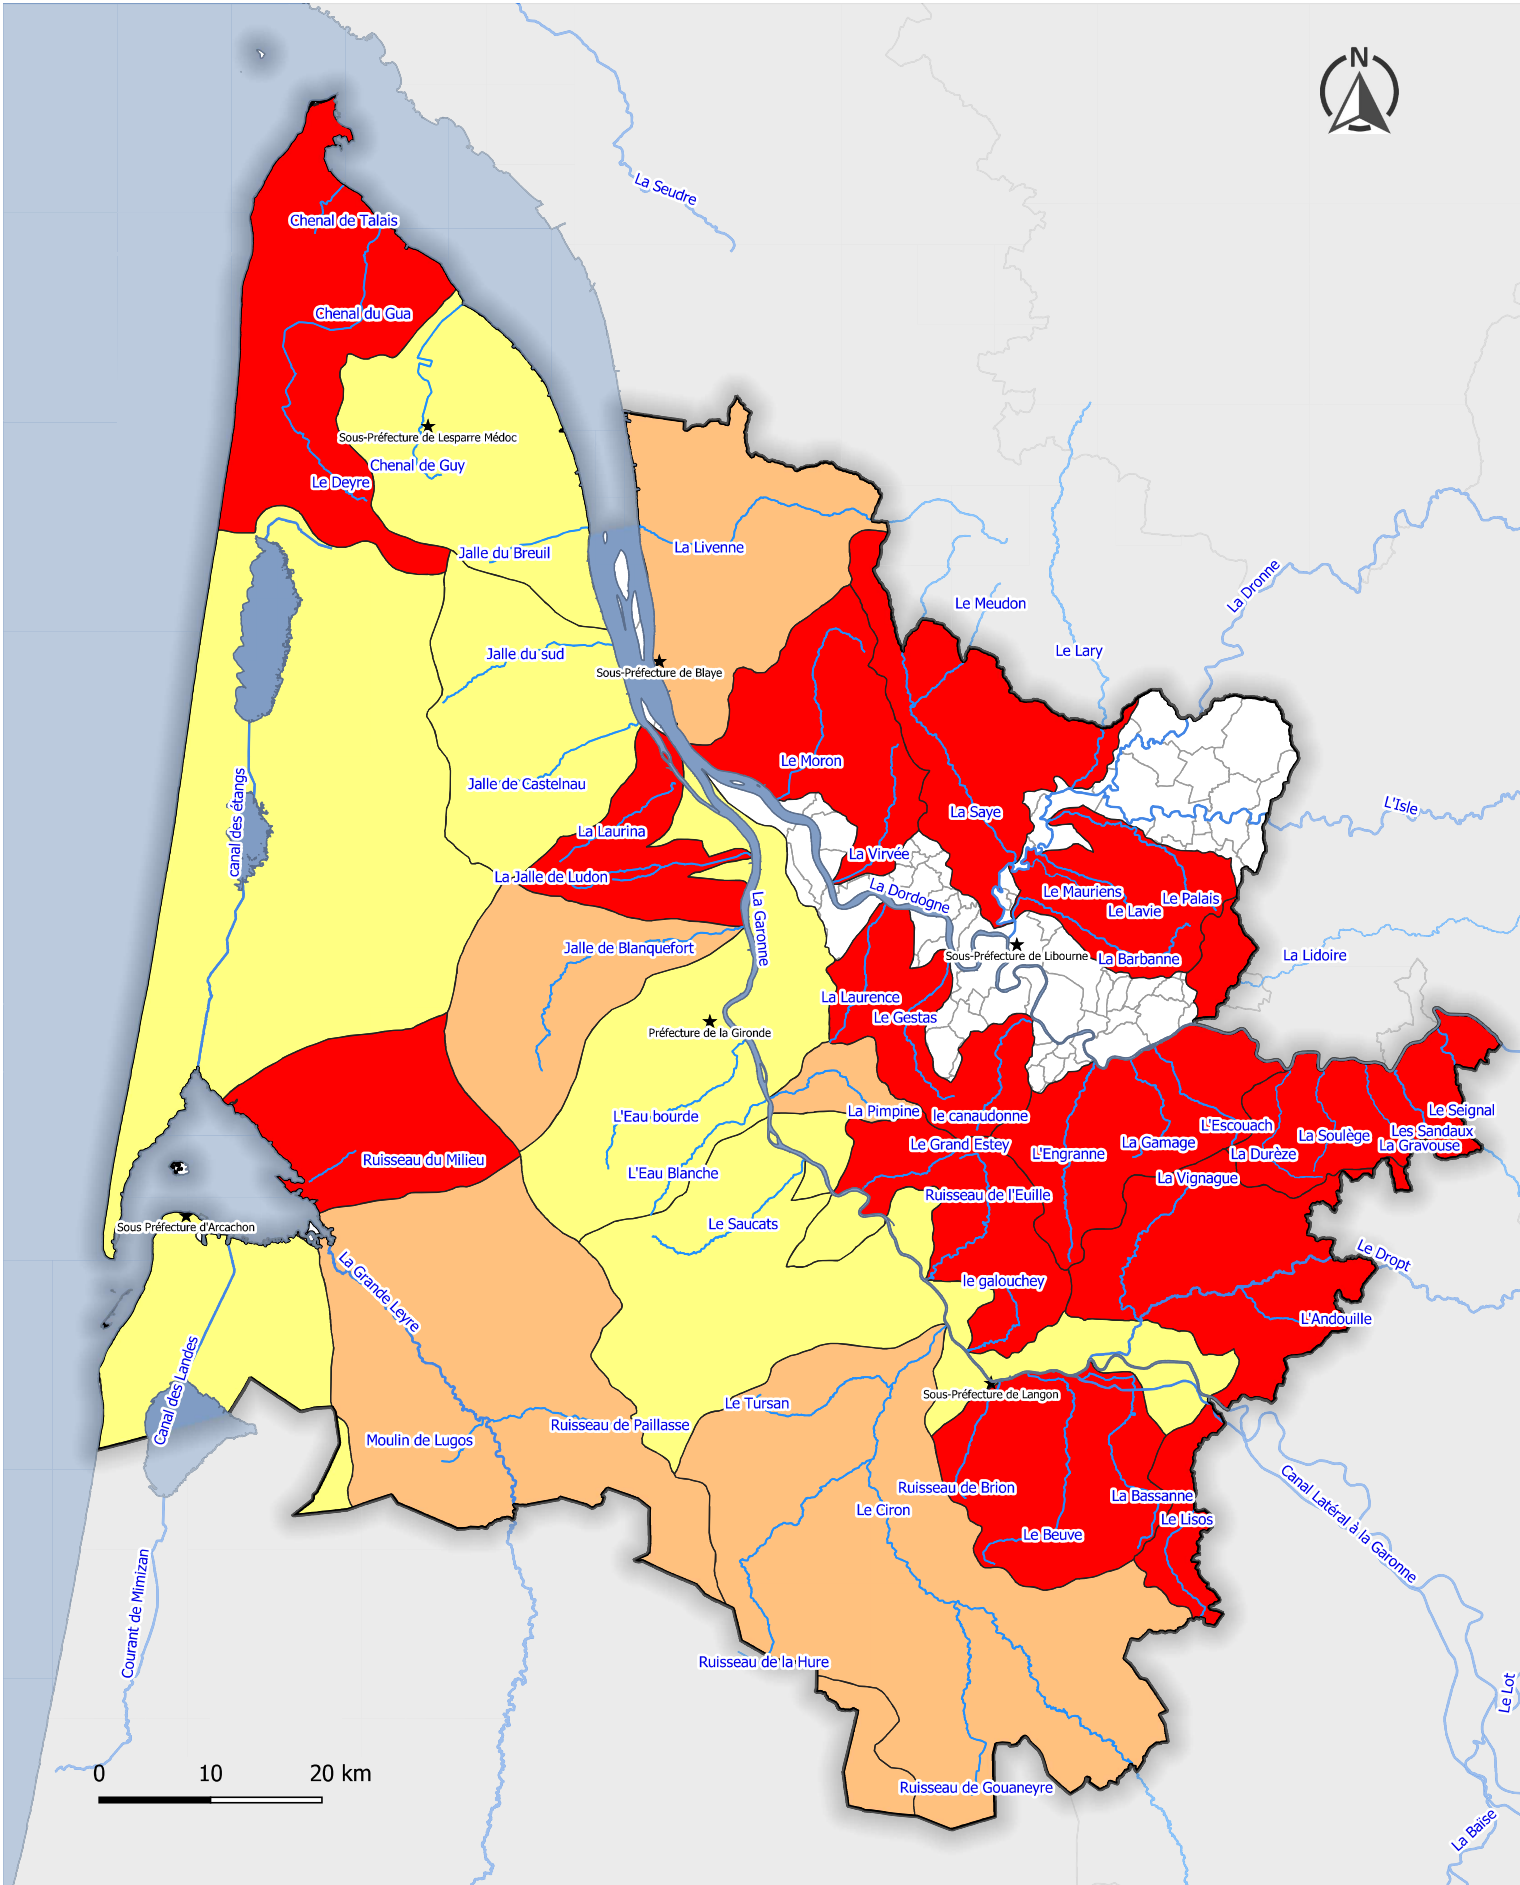 N
La Seudre
Chenal de Talais
Chenal du Gua
Sous-Préfecture de Lesparre Médoc
Chenal de Guy
Le Deyre
Jalle du Breuil
La Livenne
La Dronne
Le Meudon
Jalle du sud
Le Lary
Sous-Préfecture de Blaye
Le Moron
Jalle de Castelnau
canal des étangs
L'Isle
La Saye
La Laurina
La Virvée
La Jalle de Ludon
La Dordogne
Le Mauriens
Le Palais
Le Lavie
La Garonne
Jalle de Blanquefort
Sous-Préfecture de Libourne
La Barbanne
La Lidoire
La Laurence
Le Gestas
Préfecture de la Gironde
L'Eau bourde
La Pimpine
le canaudonne
L'Escouach
Le Seignal
La Soulège
Les Sandaux
Le Grand Estey
La Gamage
La Gravouse
L'Engranne
La Durèze
Ruisseau du Milieu
L'Eau Blanche
La Vignague
Ruisseau de l'Euille
Sous Préfecture d'Arcachon
Le Saucats
Le Dropt
La Grande Leyre
le galouchey
L'Andouille
Canal des Landes
Sous-Préfecture de Langon
Le Tursan
Ruisseau de Paillasse
Moulin de Lugos
Ruisseau de Brion
La Bassanne
Le Ciron
Le Lisos
Canal Latéral à la Garonne
Le Beuve
Courant de Mimizan
Ruisseau de la Hure
Le Lot
0 10 20 km
Ruisseau de Gouaneyre
La Baïse